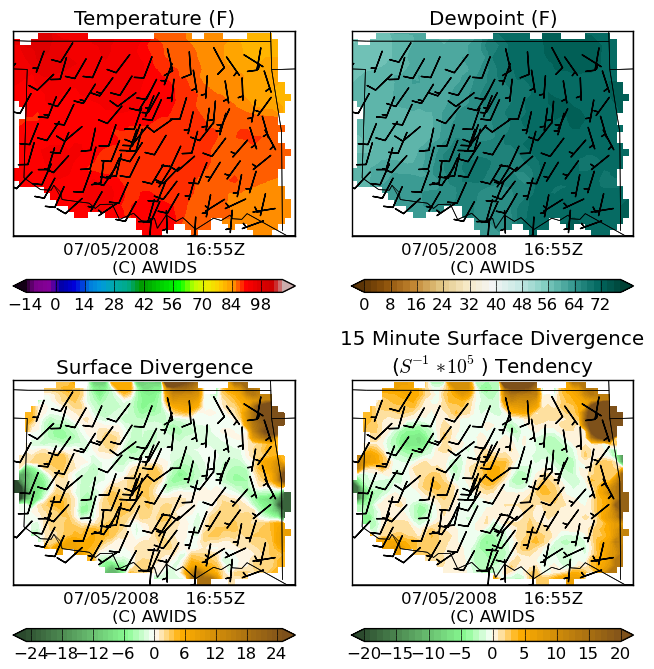 Temperature (F)
Dewpoint (F)
07/05/2008 16:55Z
(C) AWIDS
07/05/2008 16:55Z
(C) AWIDS
−14 0 14 28 42 56 70 84 98
0 8 16 24 32 40 48 56 64 72
Surface Divergence
15 Minute Surface Divergence
(S⁻¹ *10⁵ ) Tendency
07/05/2008 16:55Z
(C) AWIDS
07/05/2008 16:55Z
(C) AWIDS
−24 −18 −12 −6 0 6 12 18 24
−20 −15 −10 −5 0 5 10 15 20